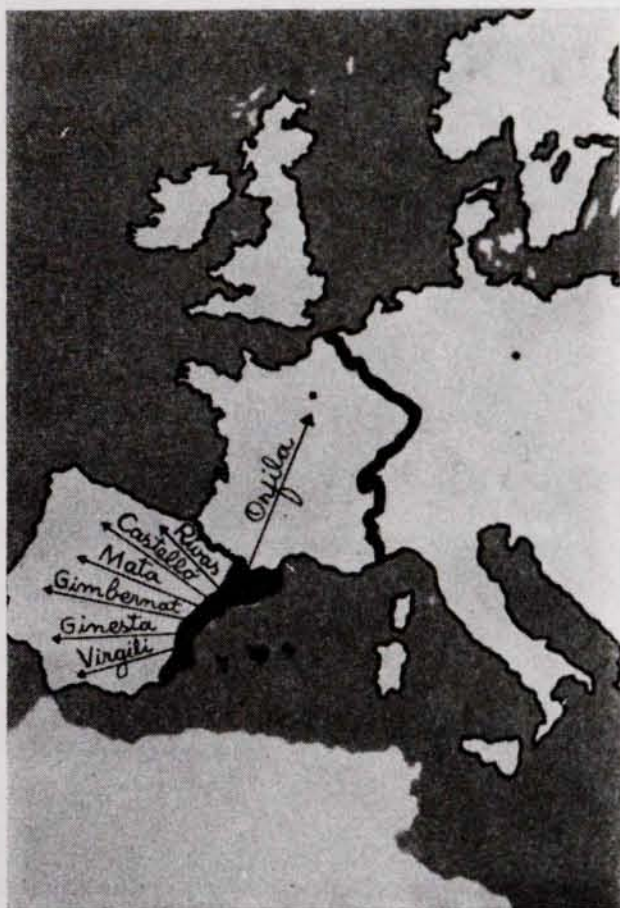 Orfila
Rivas
Castelló
Mata
Gimbernat
Ginesta
Virgili